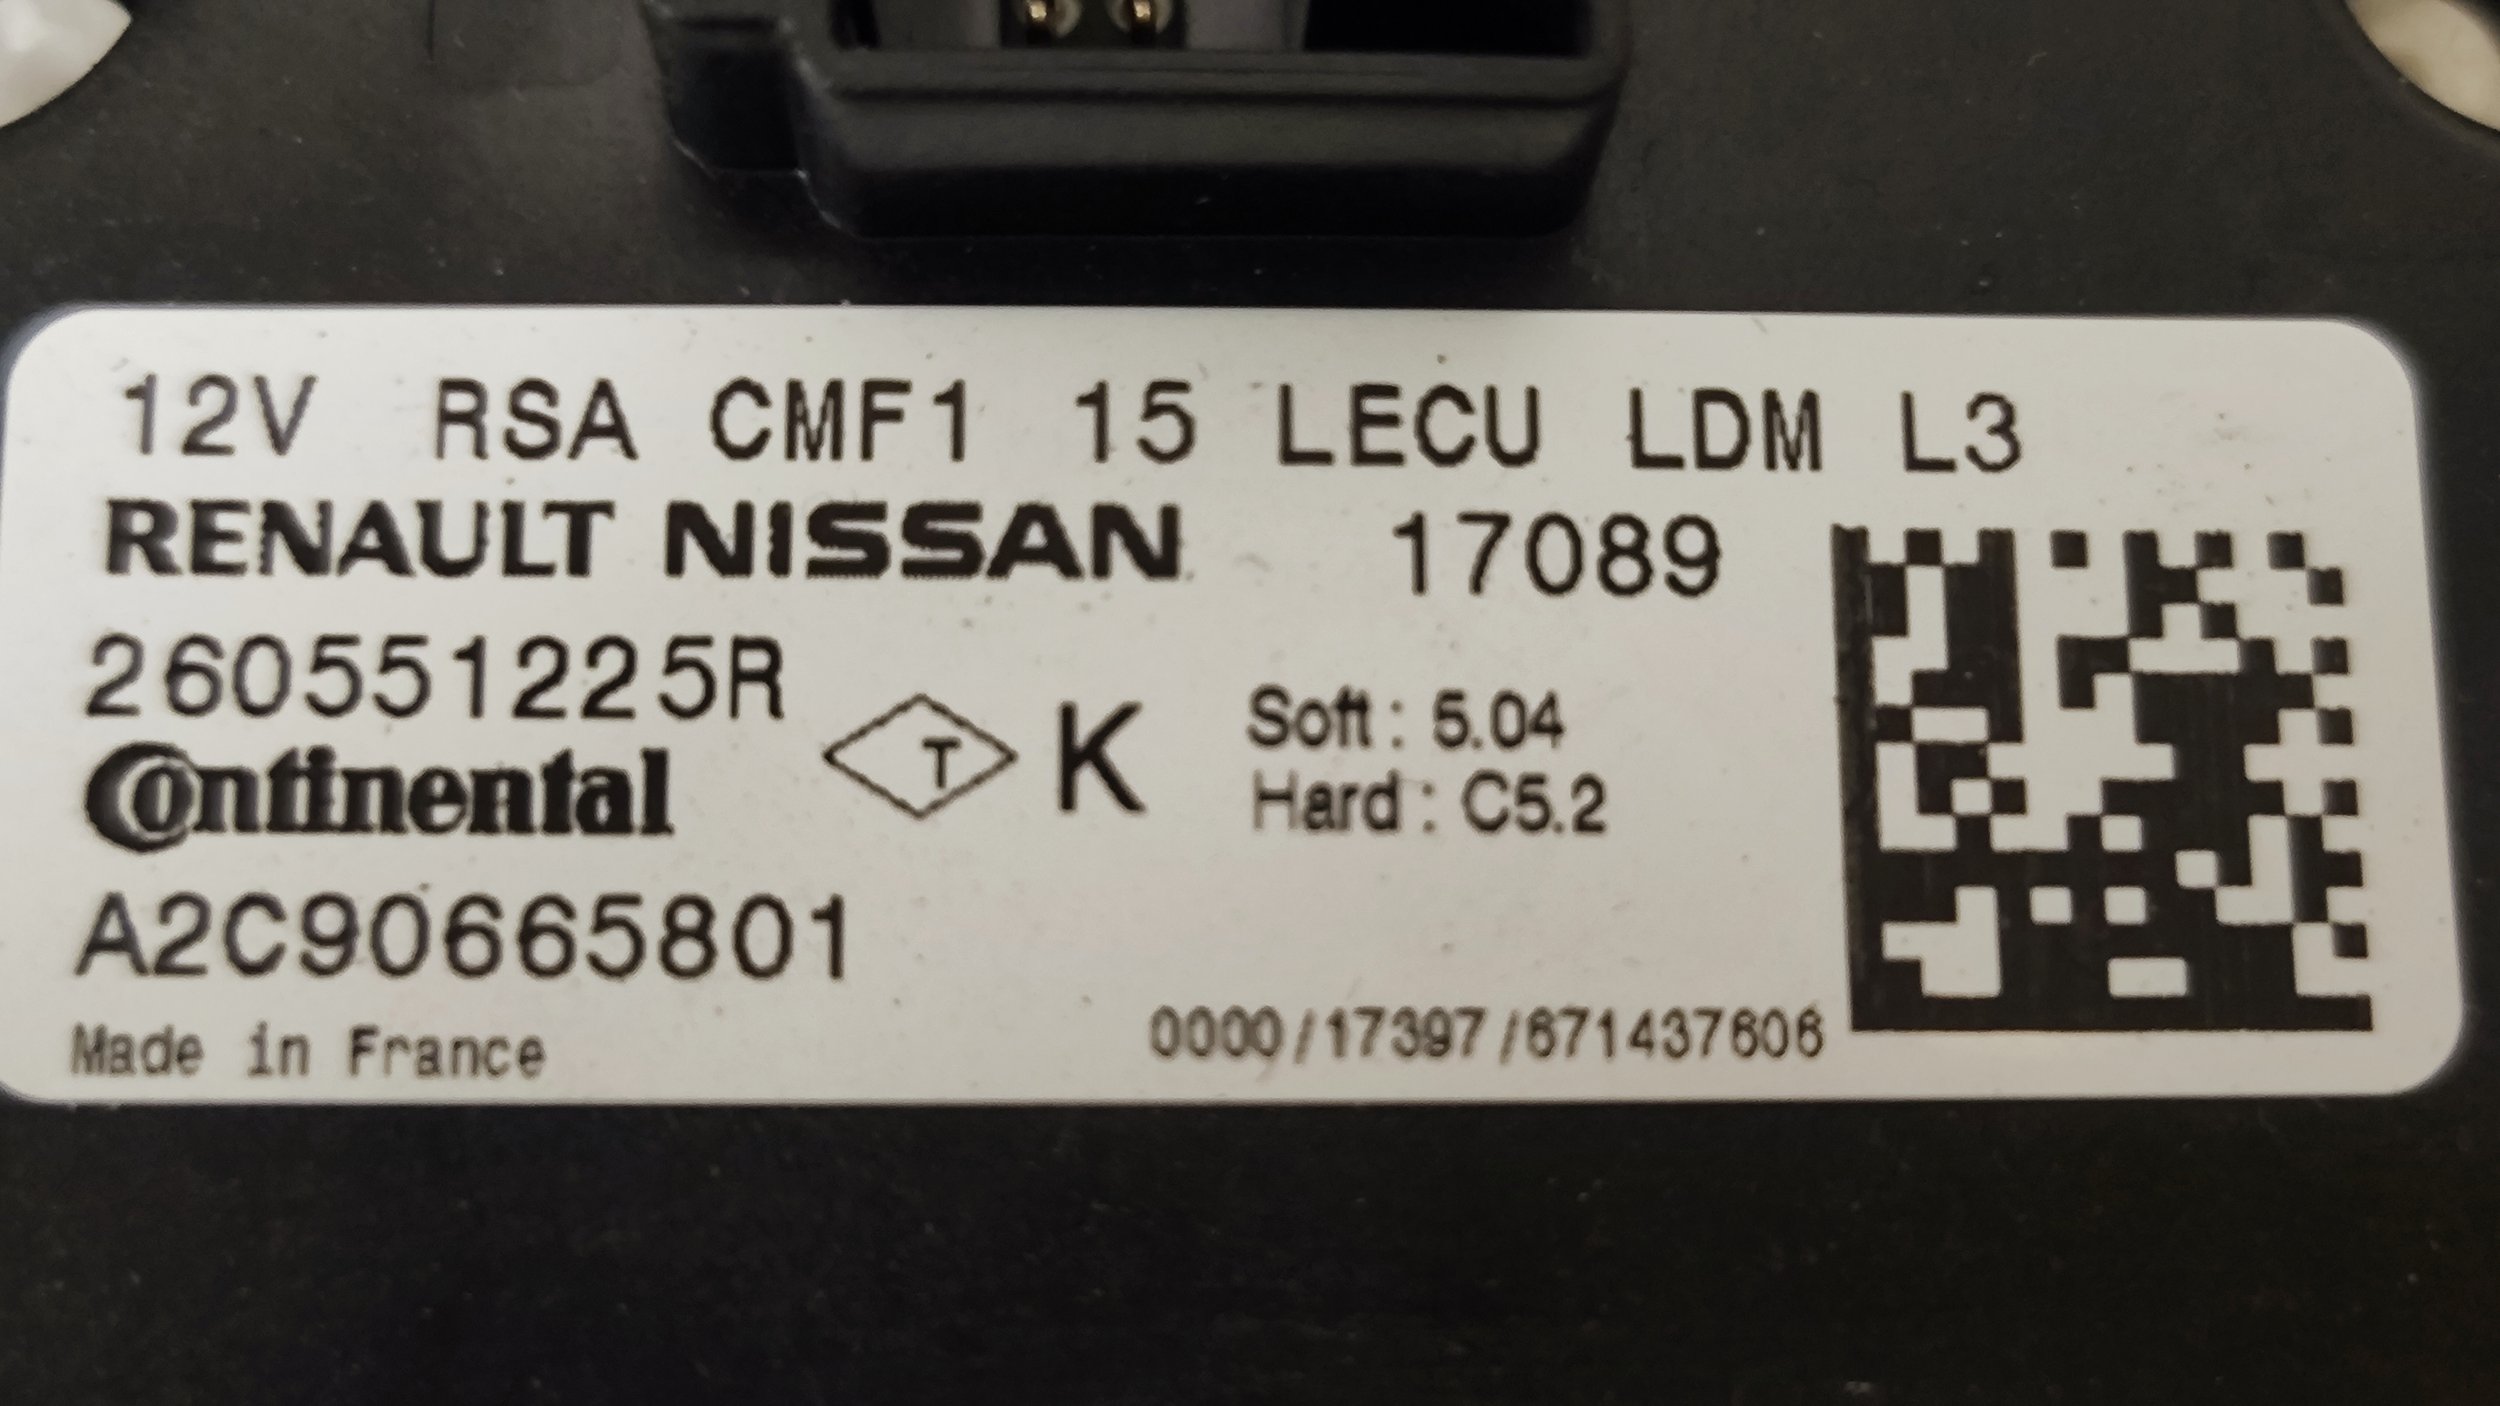 12V RSA CMF1 15 LECU LDM L3
RENAULT NISSAN 17089
260551225R
T K Soft : 5.04
Continental Hard : C5.2
A2C90665801
Made in France 0000/17397/671437606